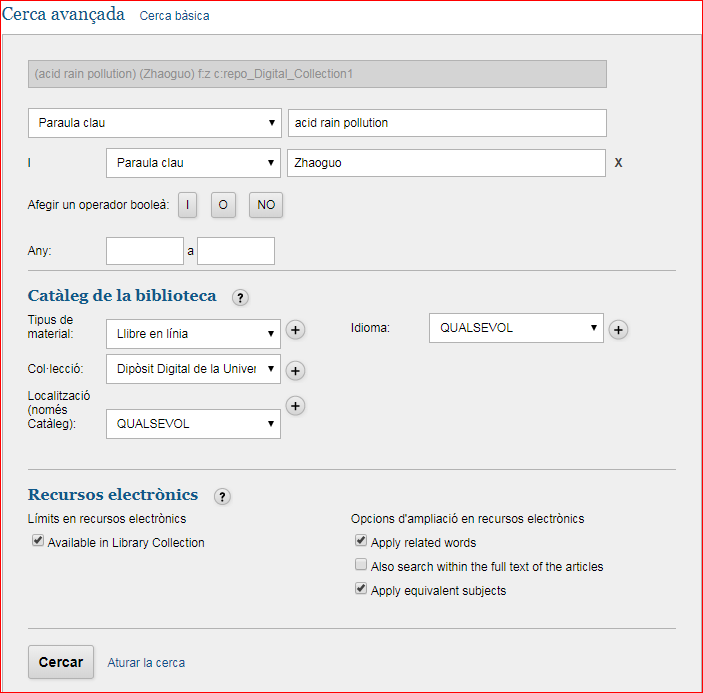 Cerca avançada Cerca bàsica
(acid rain pollution) (Zhaoguo) f:z c:repo_Digital_Collection1
Paraula clau acid rain pollution
I Paraula clau Zhaoguo X
Afegir un operador booleà: I O NO
Any: a
Catàleg de la biblioteca ?
Tipus de
material: Llibre en línia + Idioma: QUALSEVOL +
Col·lecció: Dipòsit Digital de la Univer +
Localització
(només
Catàleg): QUALSEVOL +
Recursos electrònics ?
Límits en recursos electrònics Opcions d'ampliació en recursos electrònics
Available in Library Collection Apply related words
Also search within the full text of the articles
Apply equivalent subjects
Cercar Aturar la cerca